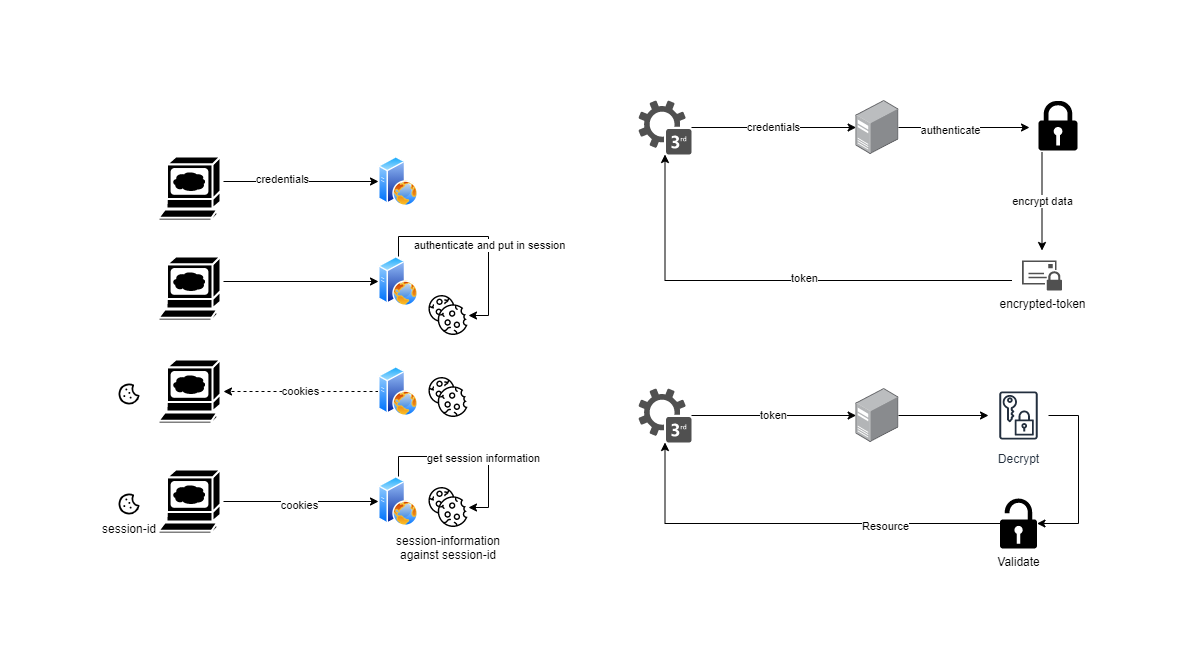 credentials
authenticate and put in session
cookies
get session information
cookies
session-id
session-information
against session-id
3rd
credentials
authenticate
encrypt data
token
encrypted-token
3rd
token
Decrypt
Resource
Validate